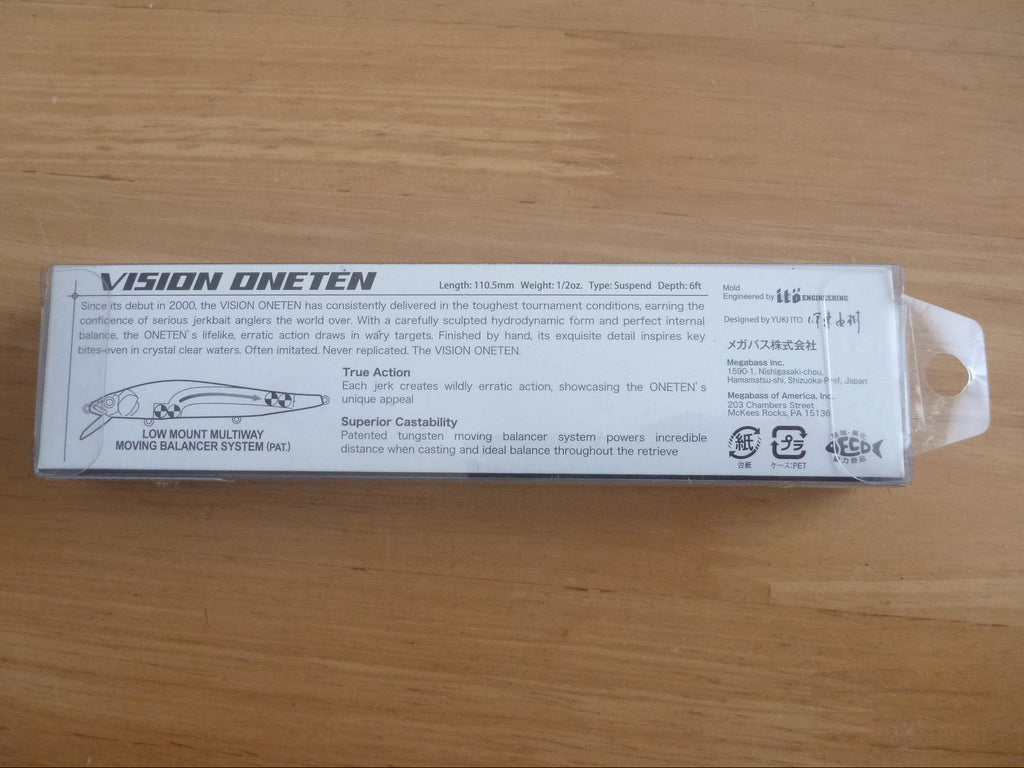 VISION ONETEN
Length: 110.5mm Weight: 1/2oz. Type: Suspend Depth: 6ft
Since its debut in 2000, the VISION ONETEN has consistently delivered in the toughest tournament conditions, earning the
confidence of serious jerkbait anglers the world over. With a carefully sculpted hydrodynamic form and perfect internal
balance, the ONETEN's lifelike, erratic action draws in wary targets. Finished by hand, its exquisite detail inspires key
bites-even in crystal clear waters. Often imitated. Never replicated. The VISION ONETEN.
LOW MOUNT MULTIWAY
MOVING BALANCER SYSTEM (PAT.)
True Action
Each jerk creates wildly erratic action, showcasing the ONETEN's
unique appeal
Superior Castability
Patented tungsten moving balancer system powers incredible
distance when casting and ideal balance throughout the retrieve
Mold
Engineered by itö ENGINEERING
Designed by YUKI ITO
メガバス株式会社
Megabass Inc.
1590-1, Nishigasaki-chou,
Hamamatsu-shi, Shizuoka-Pref, Japan
Megabass of America, Inc.
203 Chambers Street
McKees Rocks, PA 15136
紙
台紙
プラ
ケース:PET
ECO